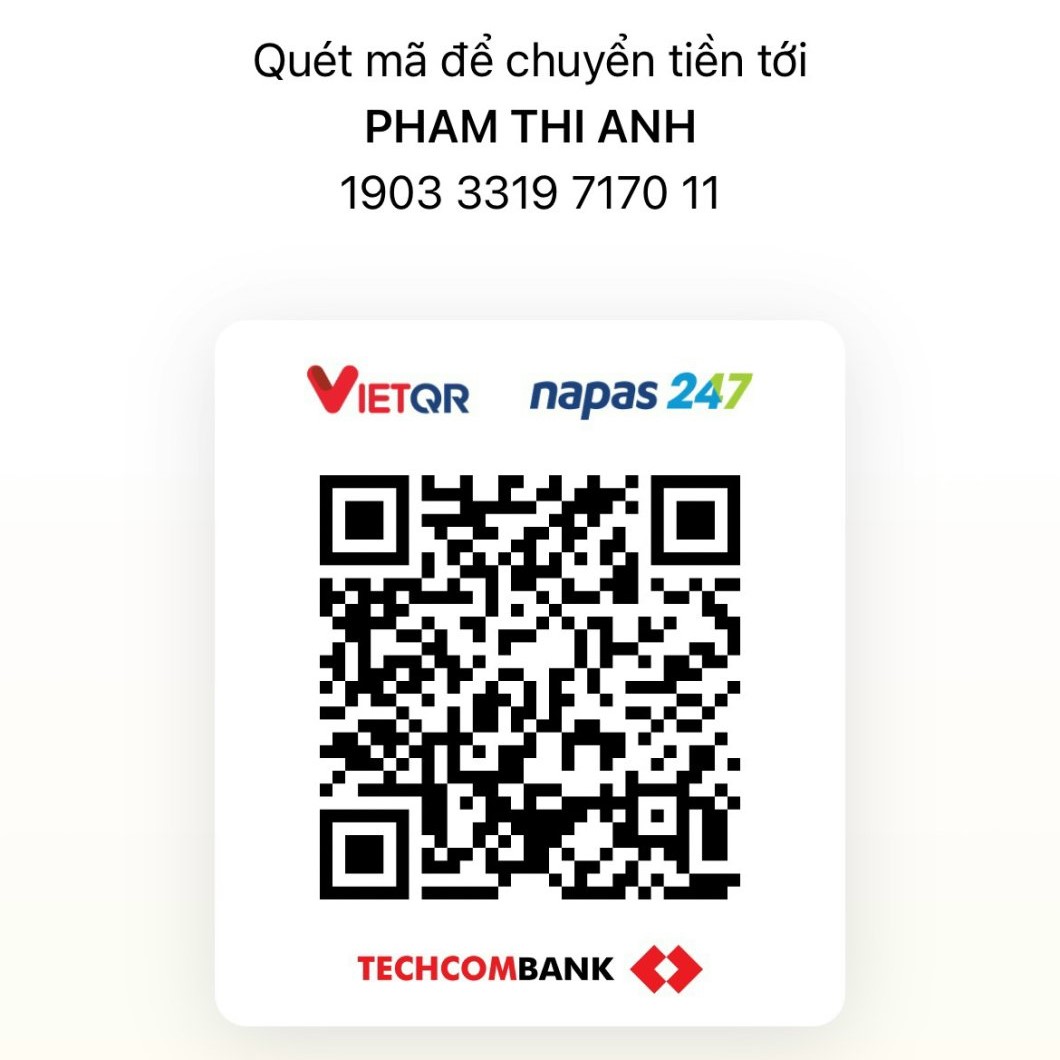 Quét mã để chuyển tiền tới
PHAM THI ANH
1903 3319 7170 11
VIETQR napas 247
TECHCOMBANK